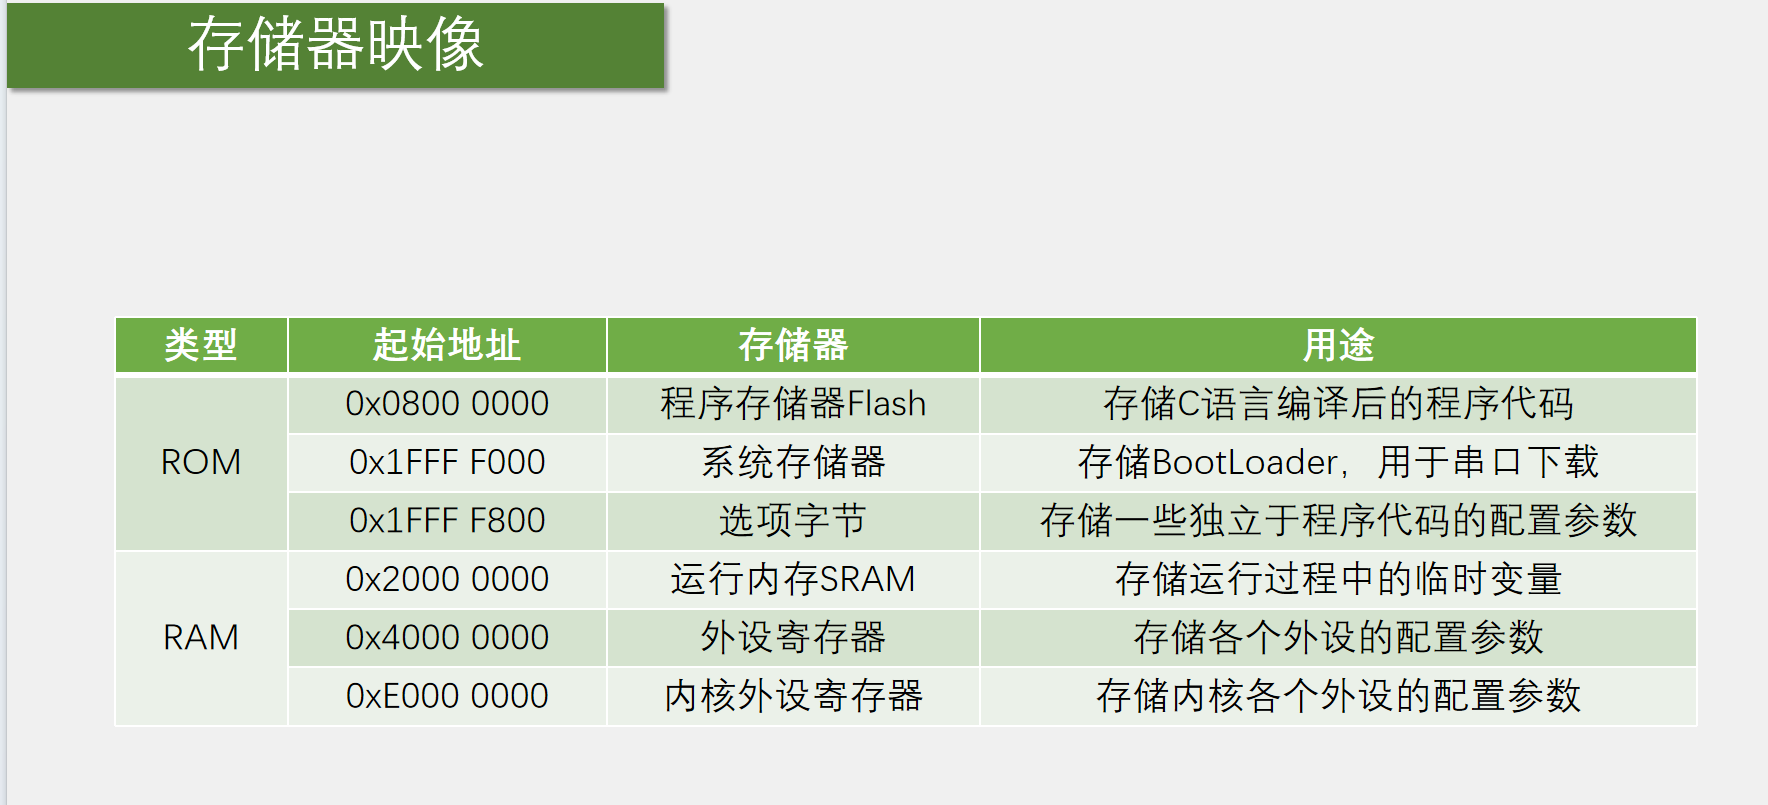 存储器映像
类型 起始地址 存储器 用途
ROM 0x0800 0000 程序存储器Flash 存储C语言编译后的程序代码
0x1FFF F000 系统存储器 存储BootLoader，用于串口下载
0x1FFF F800 选项字节 存储一些独立于程序代码的配置参数
RAM 0x2000 0000 运行内存SRAM 存储运行过程中的临时变量
0x4000 0000 外设寄存器 存储各个外设的配置参数
0xE000 0000 内核外设寄存器 存储内核各个外设的配置参数